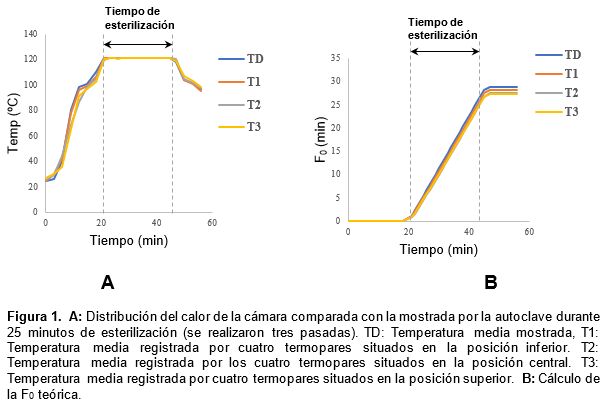 Tiempo de
esterilización
140
120
100
80
60
40
20
0
Temp (ºC)
0
20
40
60
Tiempo (min)
TD
T1
T2
T3
A
Tiempo de
esterilización
35
30
25
20
15
10
5
0
F0 (min)
0
20
40
60
Tiempo (min)
TD
T1
T2
T3
B
Figura 1. A: Distribución del calor de la cámara comparada con la mostrada por la autoclave durante
25 minutos de esterilización (se realizaron tres pasadas). TD: Temperatura media mostrada, T1:
Temperatura media registrada por cuatro termopares situados en la posición inferior. T2:
Temperatura media registrada por los cuatro termopares situados en la posición central. T3:
Temperatura media registrada por cuatro termopares situados en la posición superior. B: Cálculo de
la F0 teórica.